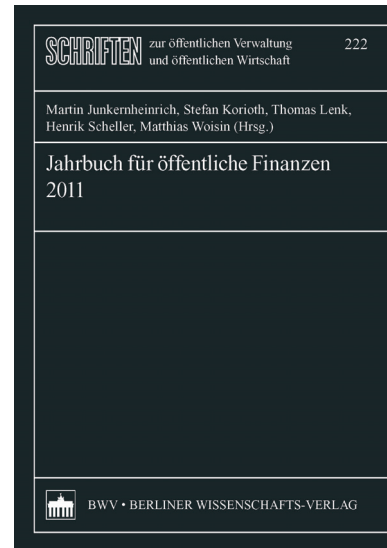 SCHRIFTEN zur öffentlichen Verwaltung 222
und öffentlichen Wirtschaft
Martin Junkernheinrich, Stefan Korioth, Thomas Lenk,
Henrik Scheller, Matthias Woisin (Hrsg.)
Jahrbuch für öffentliche Finanzen
2011
BWV • BERLINER WISSENSCHAFTS-VERLAG